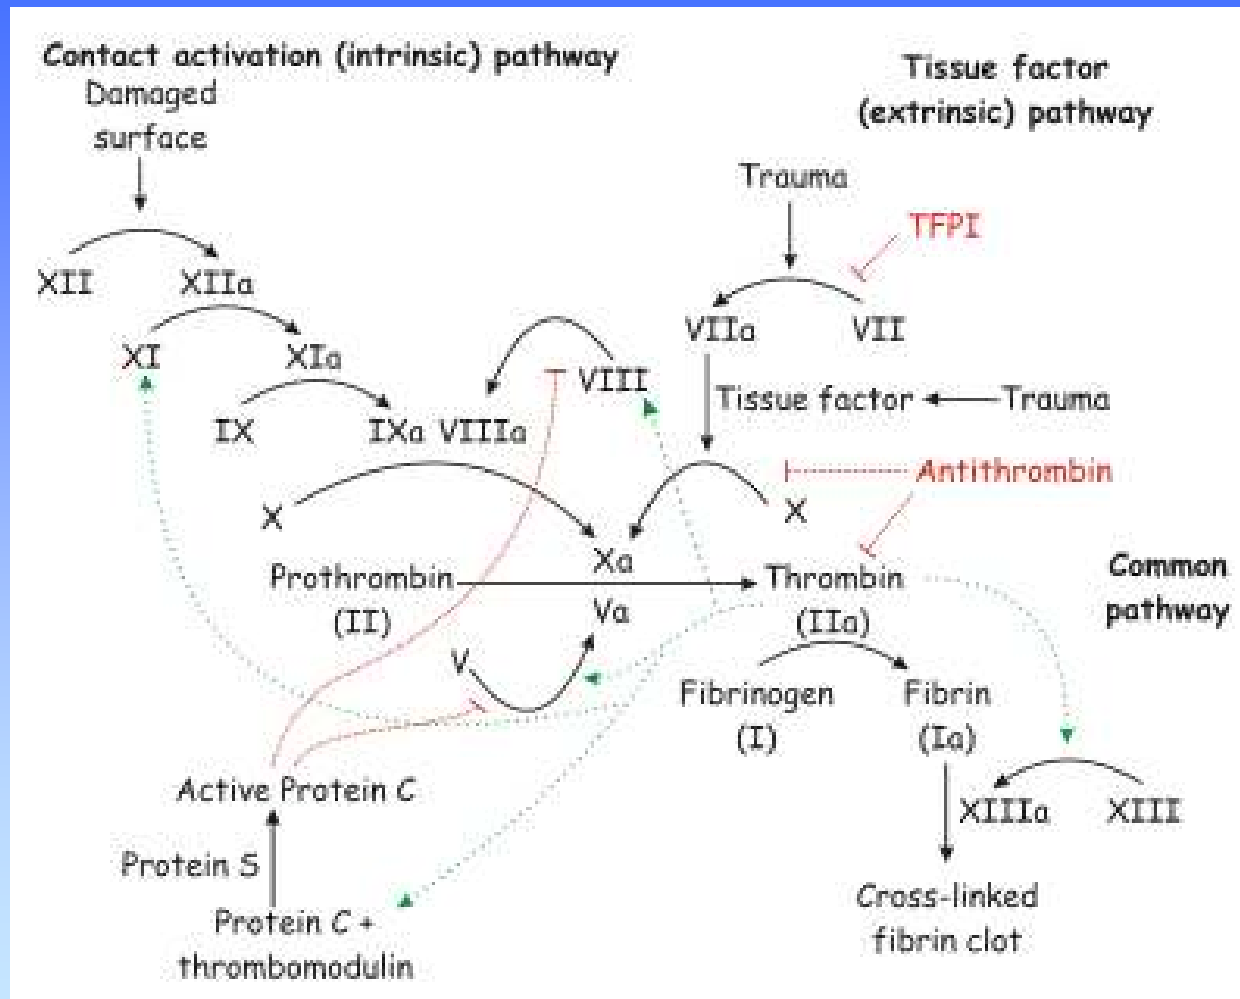 Contact activation (intrinsic) pathway
Damaged
surface
Tissue factor
(extrinsic) pathway
Trauma
TFPI
XII
XIIa
VIIa
VII
XI
XIa
VIII
Tissue factor
Trauma
IX
IXa
VIIIa
Antithrombin
X
X
Xa
Prothrombin
(II)
Thrombin
(IIa)
Common
pathway
Va
V
Fibrinogen
(I)
Fibrin
(Ia)
Active Protein C
XIIIa
XIII
Protein S
Protein C +
thrombomodulin
Cross-linked
fibrin clot